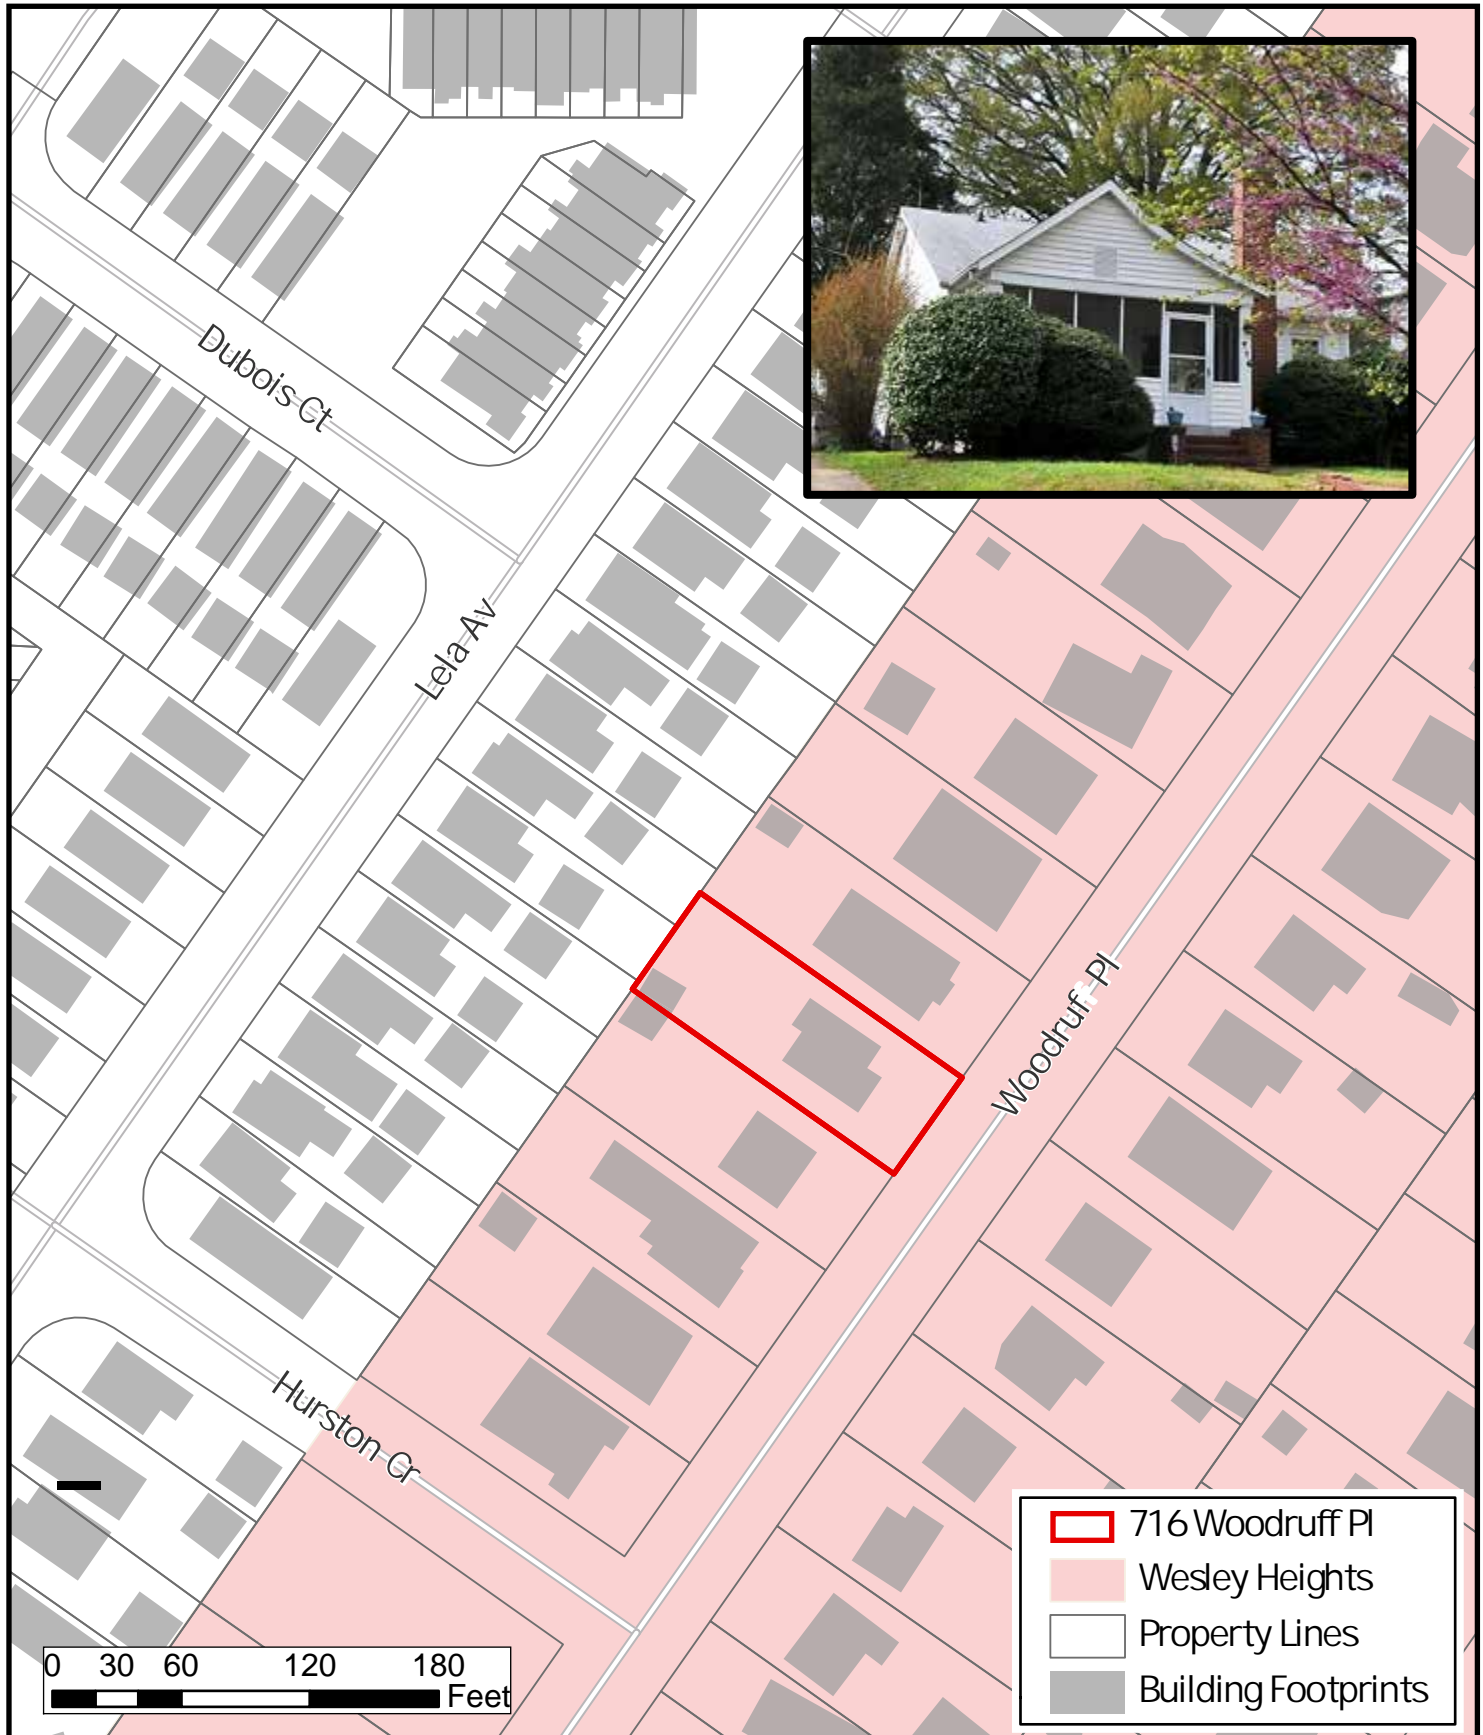 Dubois Ct
Lela Av
Woodruff Pl
Hurston Cr
716 Woodruff Pl
Wesley Heights
Property Lines
Building Footprints
0 30 60 120 180
Feet